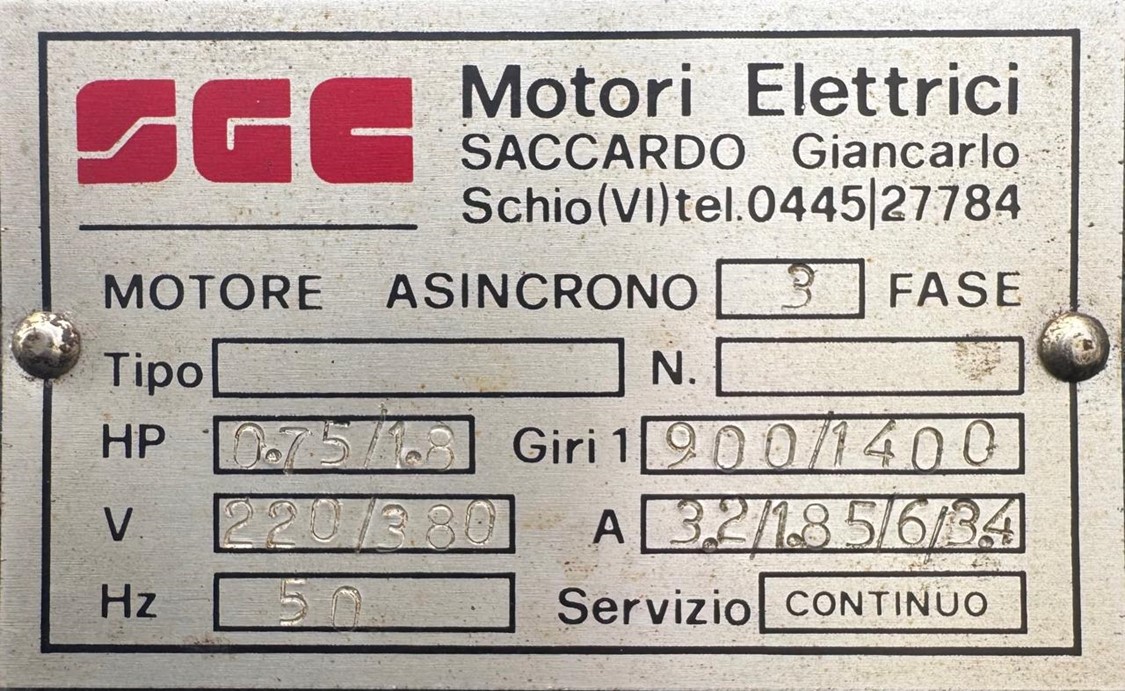 SGC
Motori Elettrici
SACCARDO Giancarlo
Schio (VI) tel. 0445|27784
MOTORE ASINCRONO 3 FASE
Tipo N.
HP 0.75/1.8 Giri 1 900/1400
V 220/380 A 3.2/1.85/6/3.4
Hz 50 Servizio CONTINUO